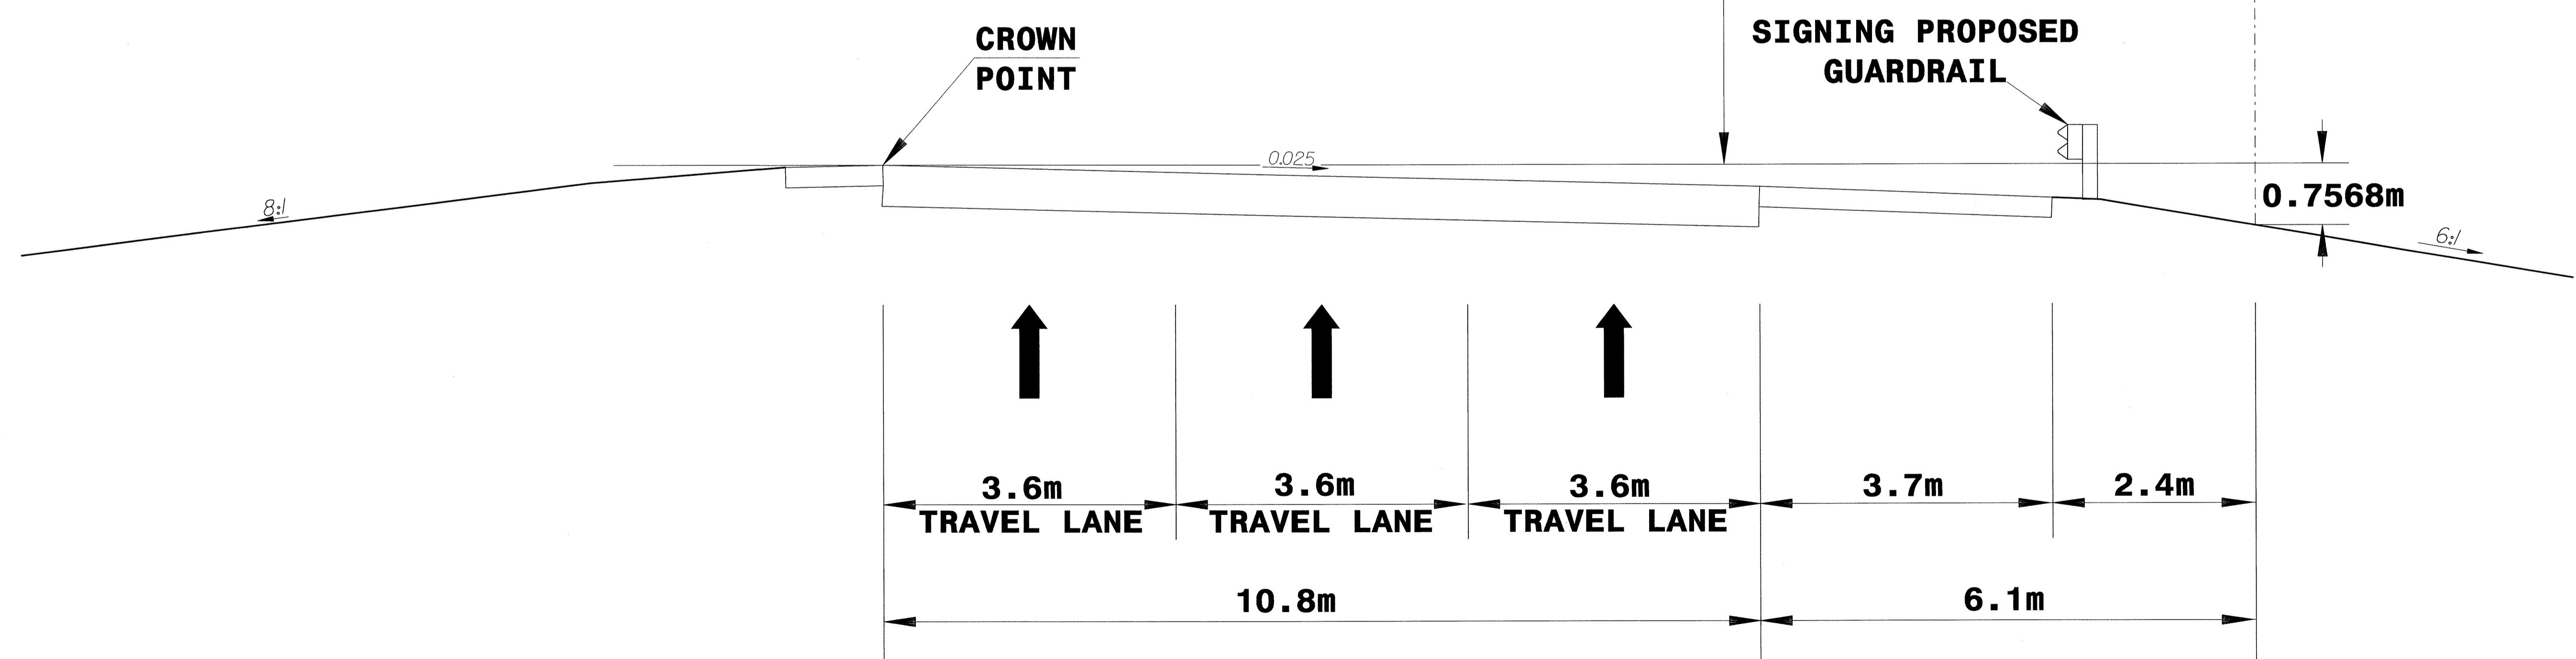 CROWN
POINT
SIGNING PROPOSED
GUARDRAIL
0.025
0.7568m
8:1
6:1
3.6m
TRAVEL LANE
3.6m
TRAVEL LANE
3.6m
TRAVEL LANE
3.7m
2.4m
10.8m
6.1m